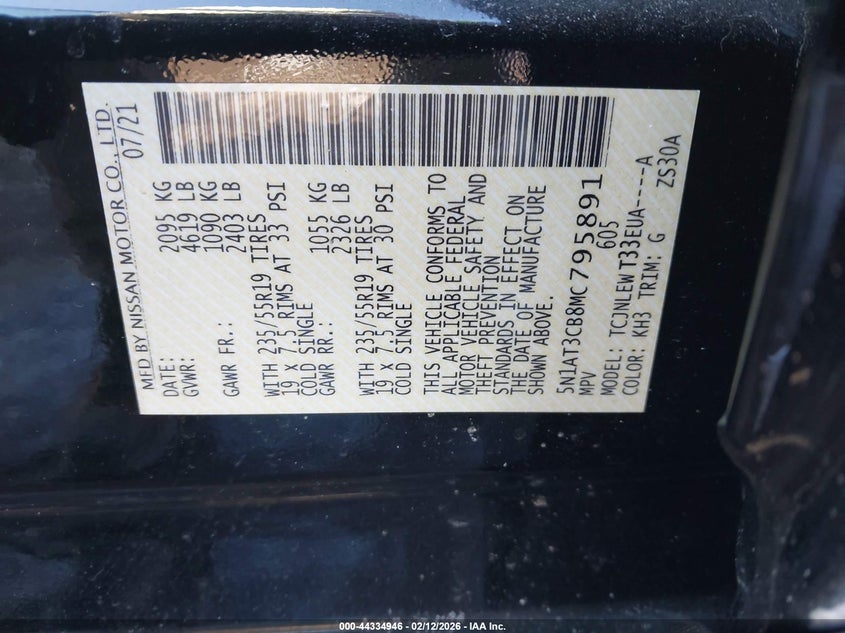 MFD BY NISSAN MOTOR CO., LTD.
DATE: 07/21
GVWR: 2095 KG
4619 LB
GAWR FR.: 1090 KG
2403 LB
WITH 235/55R19 TIRES
19 X 7.5 RIMS AT 33 PSI
COLD SINGLE
GAWR RR.: 1055 KG
2326 LB
WITH 235/55R19 TIRES
19 X 7.5 RIMS AT 30 PSI
COLD SINGLE
THIS VEHICLE CONFORMS TO
ALL APPLICABLE FEDERAL
MOTOR VEHICLE SAFETY AND
THEFT PREVENTION
STANDARDS IN EFFECT ON
THE DATE OF MANUFACTURE
SHOWN ABOVE.
5N1AT3CB8MC795891
MPV 605
MODEL: TCJNLEW T33EUA-----A
COLOR: KH3 TRIM: G ZS30A
000-44334946 - 02/12/2026 - IAA Inc.